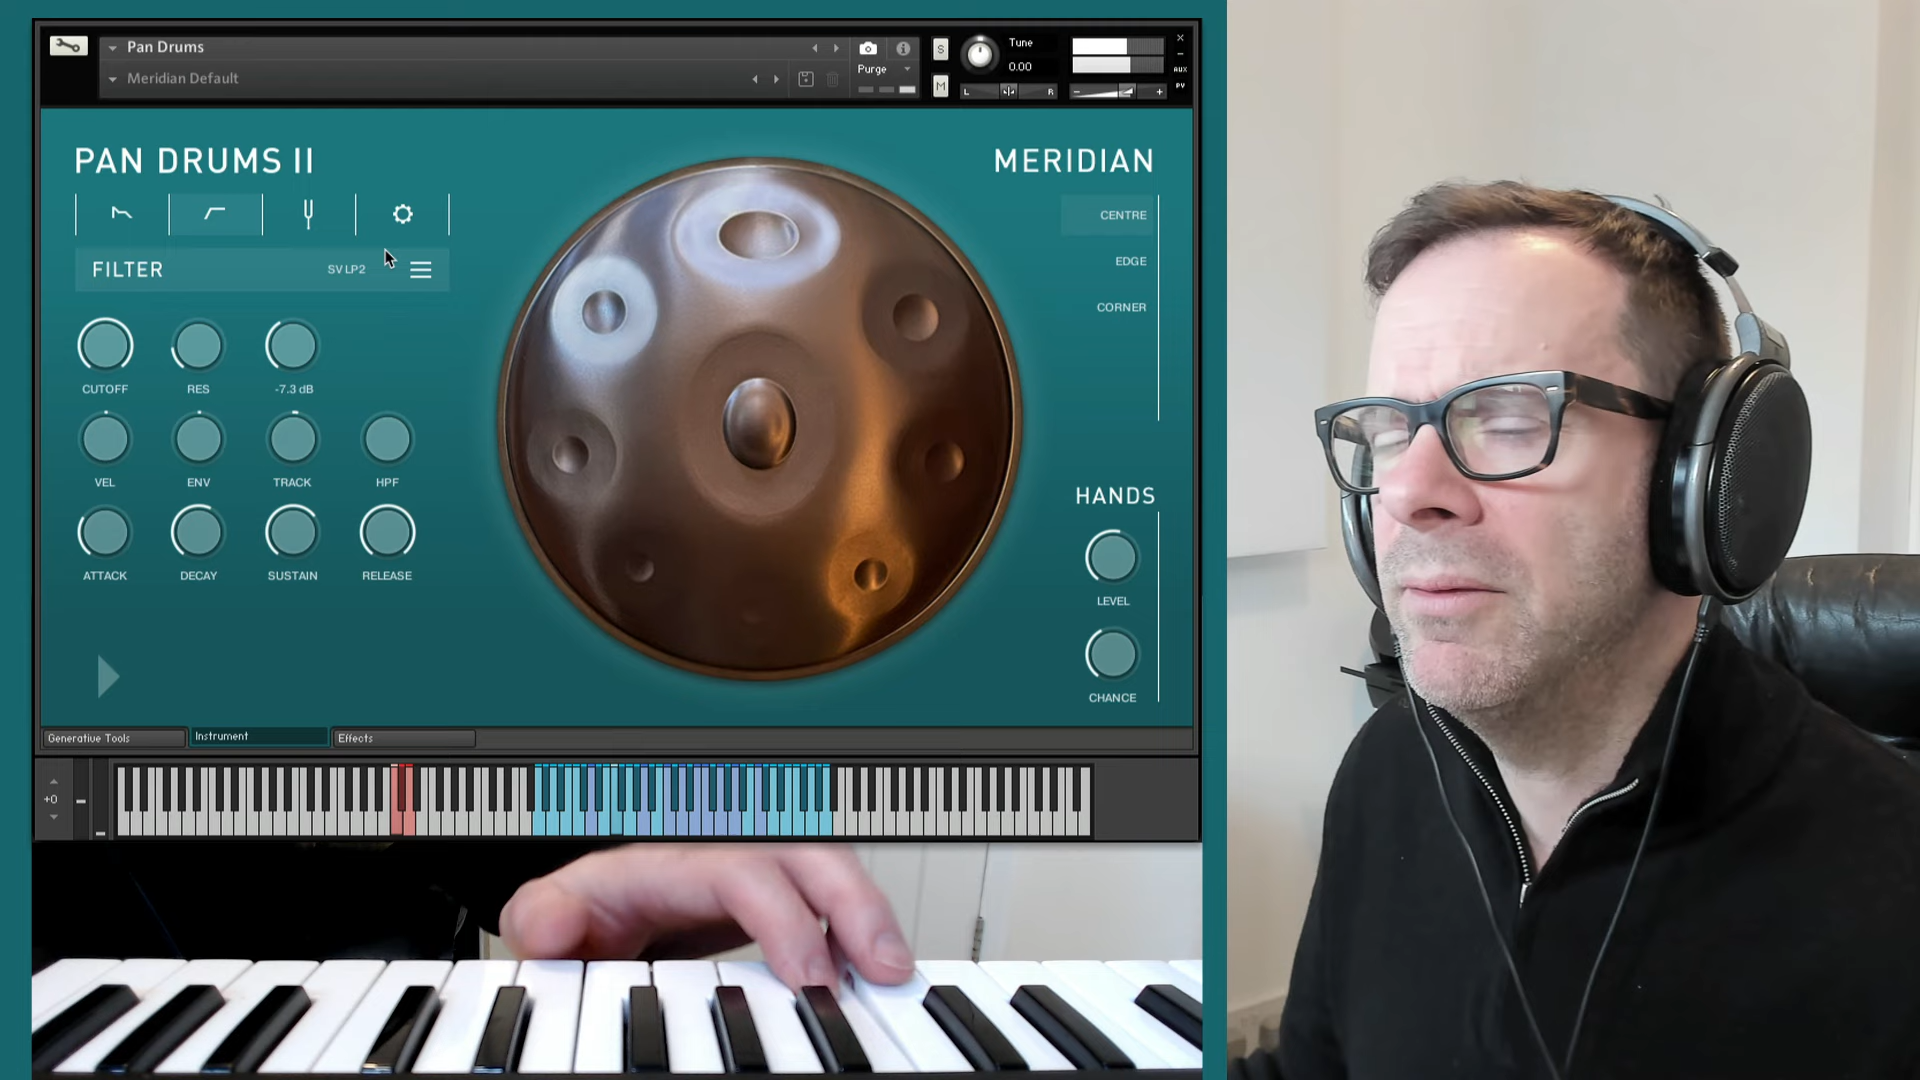 Pan Drums
Meridian Default
Purge
S
M
Tune
0.00
L
R
AUX
PV
PAN DRUMS II
MERIDIAN
CENTRE
EDGE
CORNER
FILTER
SV LP2
CUTOFF
RES
-7.3 dB
VEL
ENV
TRACK
HPF
ATTACK
DECAY
SUSTAIN
RELEASE
HANDS
LEVEL
CHANCE
Generative Tools
Instrument
Effects
+0